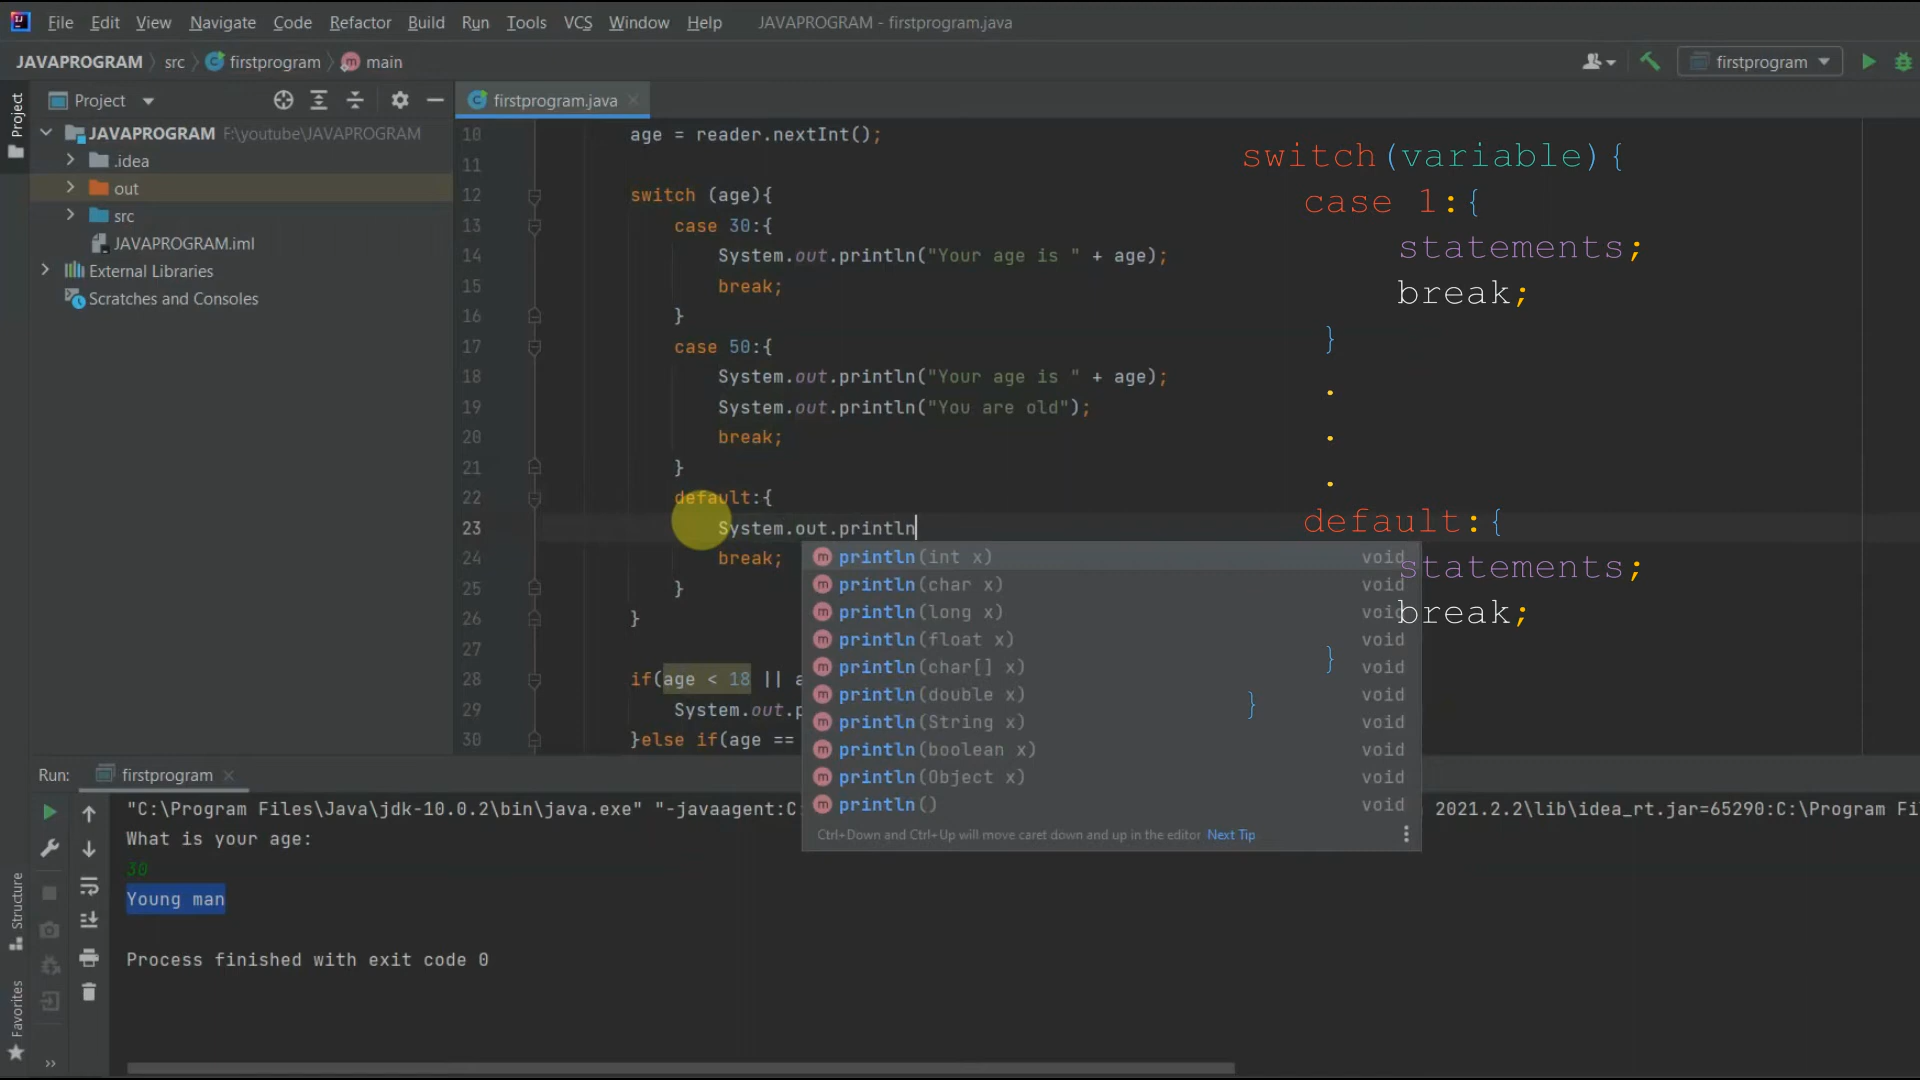 File Edit View Navigate Code Refactor Build Run Tools VCS Window Help JAVAPROGRAM - firstprogram.java
JAVAPROGRAM src firstprogram main firstprogram
Project
Project
JAVAPROGRAM F:\youtube\JAVAPROGRAM
.idea
out
src
JAVAPROGRAM.iml
External Libraries
Scratches and Consoles
firstprogram.java
10 age = reader.nextInt();
11
12 switch (age){
13 case 30:{
14 System.out.println("Your age is " + age);
15 break;
16 }
17 case 50:{
18 System.out.println("Your age is " + age);
19 System.out.println("You are old");
20 break;
21 }
22 default:{
23 System.out.println
24 break;
25 }
26 }
27
28 if(age < 18 || a
29 System.out.p
30 }else if(age ==
println(int x) void
println(char x) void
println(long x) void
println(float x) void
println(char[] x) void
println(double x) void
println(String x) void
println(boolean x) void
println(Object x) void
println() void
Ctrl+Down and Ctrl+Up will move caret down and up in the editor Next Tip
switch(variable){
case 1:{
statements;
break;
}
.
.
.
default:{
statements;
break;
}
}
Run: firstprogram
"C:\Program Files\Java\jdk-10.0.2\bin\java.exe" "-javaagent:C: 2021.2.2\lib\idea_rt.jar=65290:C:\Program Fi
What is your age:
30
Young man
Process finished with exit code 0
Structure
Favorites